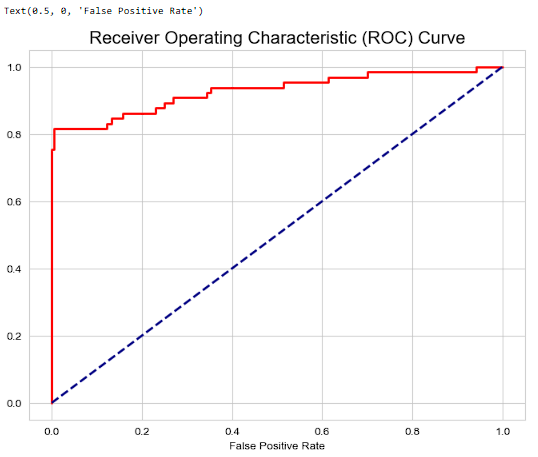 Text(0.5, 0, 'False Positive Rate')
Receiver Operating Characteristic (ROC) Curve
1.0
0.8
0.6
0.4
0.2
0.0
0.0 0.2 0.4 0.6 0.8 1.0
False Positive Rate